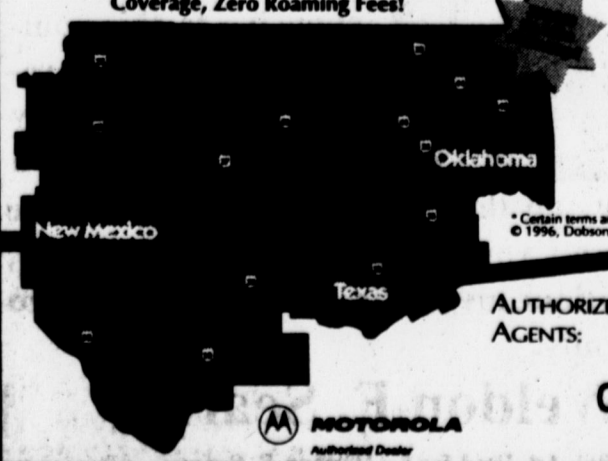 Coverage, Zero Roaming Fees!
Oklahoma
New Mexico
* Certain terms a
© 1996, Dobson
Texas
AUTHORIZE
AGENTS:
MOTOROLA
Authorized Dealer